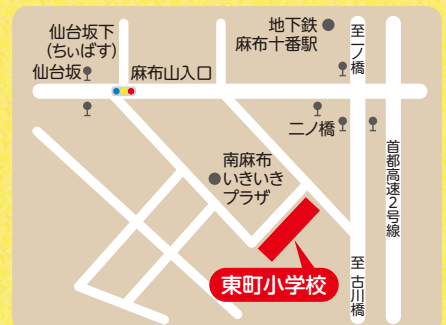 仙台坂下
(ちぃばす)
仙台坂
麻布山入口
地下鉄
麻布十番駅
至一ノ橋
二ノ橋
首都高速2号線
南麻布
いきいき
プラザ
東町小学校
至 古川橋